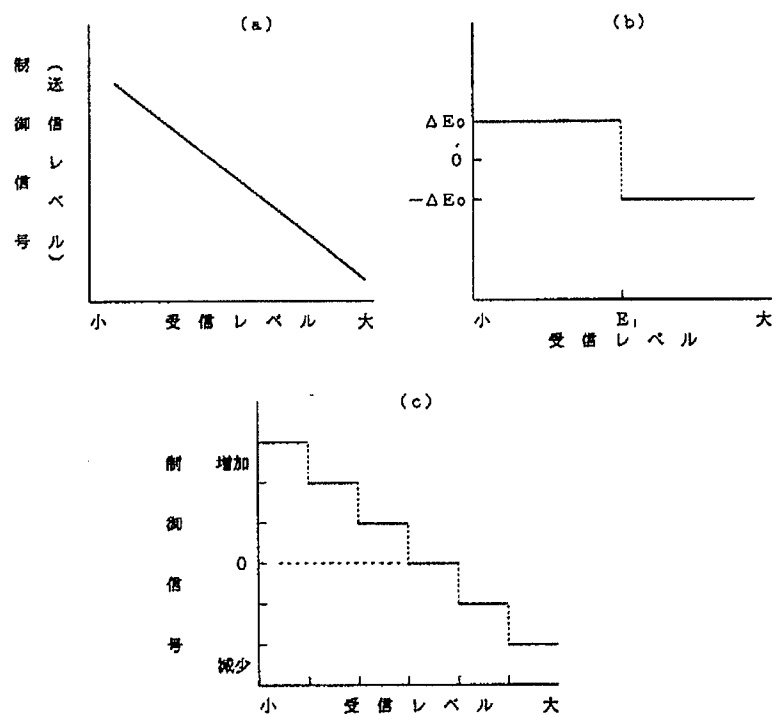 (a)
制御信号
(送信レベル)
小 受信レベル 大
(b)
ΔE₀
0
-ΔE₀
小 E₁ 大
受信レベル
(c)
制御信号
増加
0
減少
小 受信レベル 大